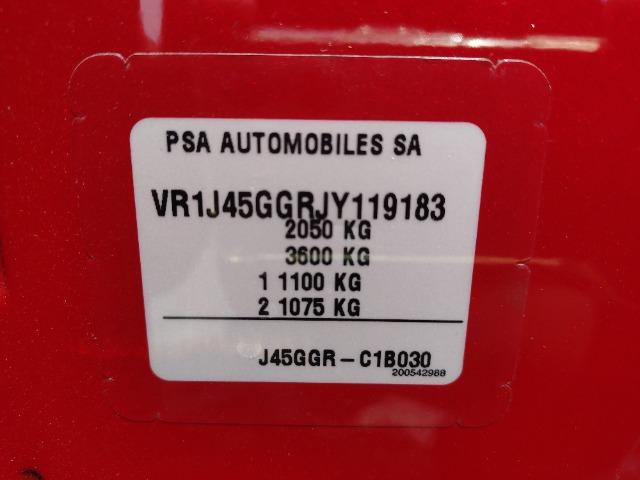 PSA AUTOMOBILES SA
VR1J45GGRJY119183
2050 KG
3600 KG
1 1100 KG
2 1075 KG
J45GGR-C1B030
200542988